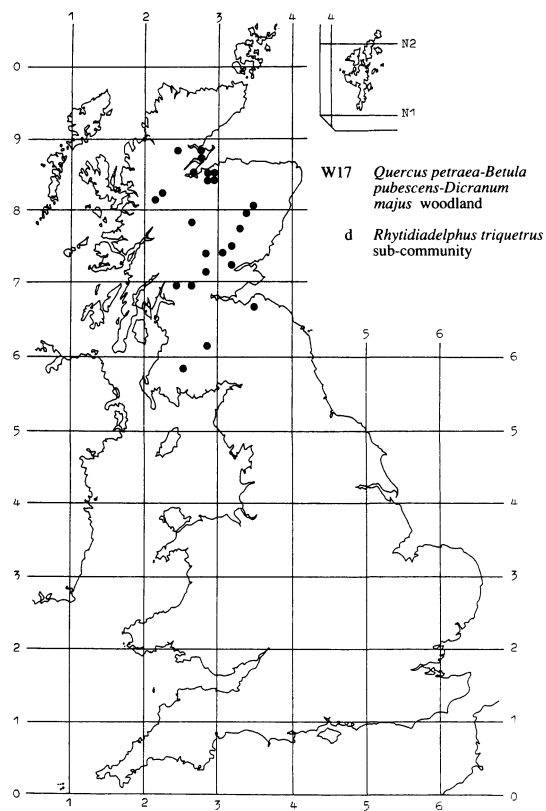 1 2 3 4
N2
0
N1
9
W17 Quercus petraea-Betula
pubescens-Dicranum
majus woodland
8
d Rhytidiadelphus triquetrus
sub-community
7
5 6
6 6
5 5
4 4
3 3
2 2
1 1
0 0
1 2 3 4 5 6